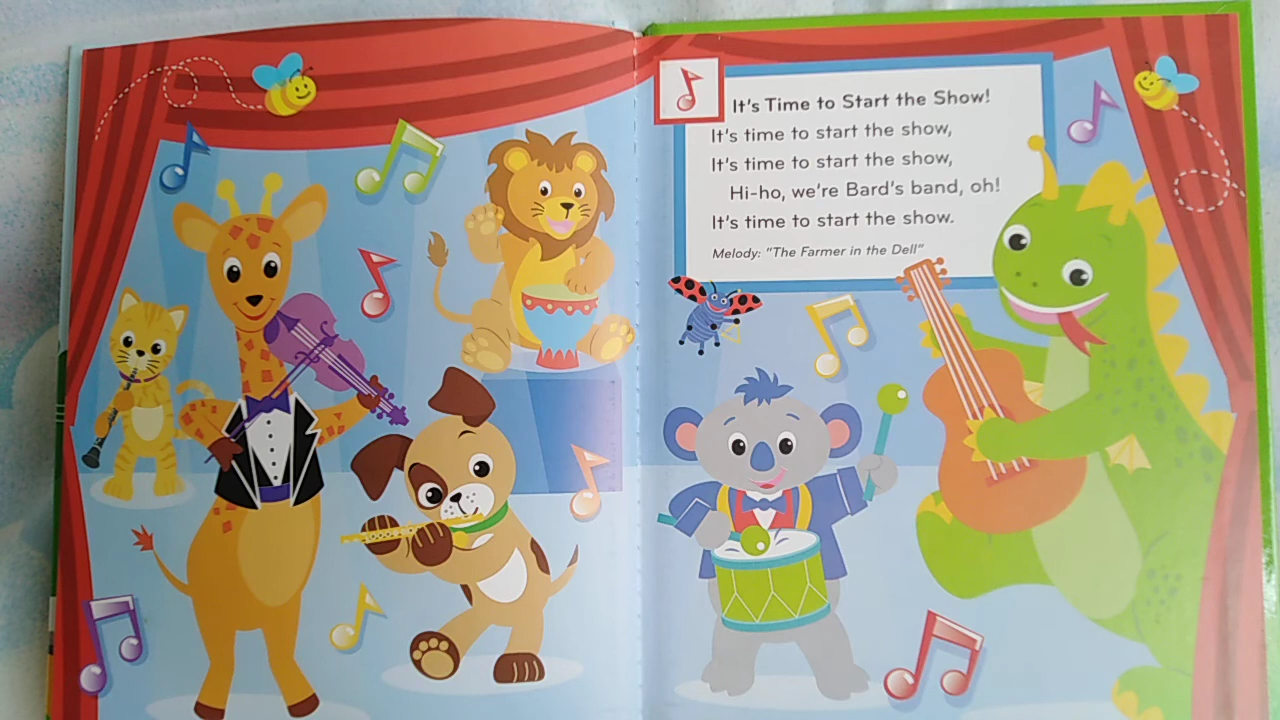 It's Time to Start the Show!
It's time to start the show,
It's time to start the show,
Hi-ho, we're Bard's band, oh!
It's time to start the show.
Melody: "The Farmer in the Dell"